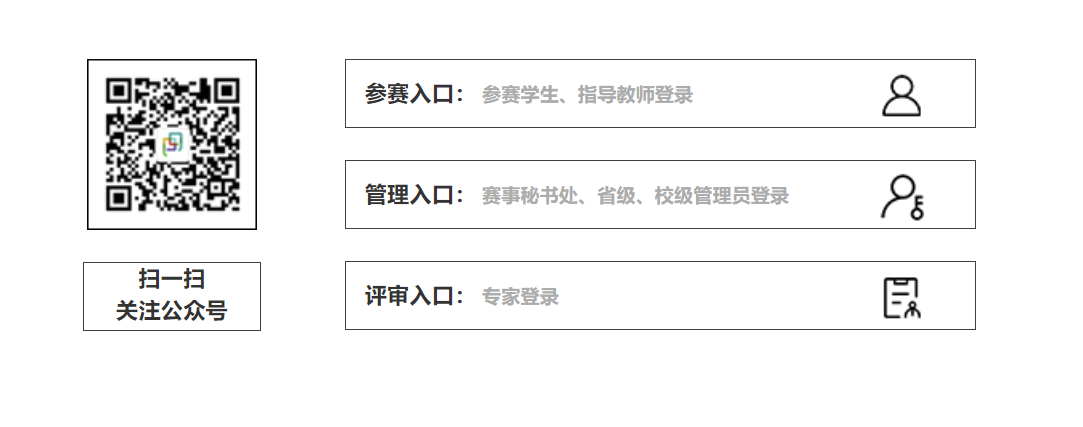 扫一扫
关注公众号
参赛入口： 参赛学生、指导教师登录
管理入口： 赛事秘书处、省级、校级管理员登录
评审入口： 专家登录